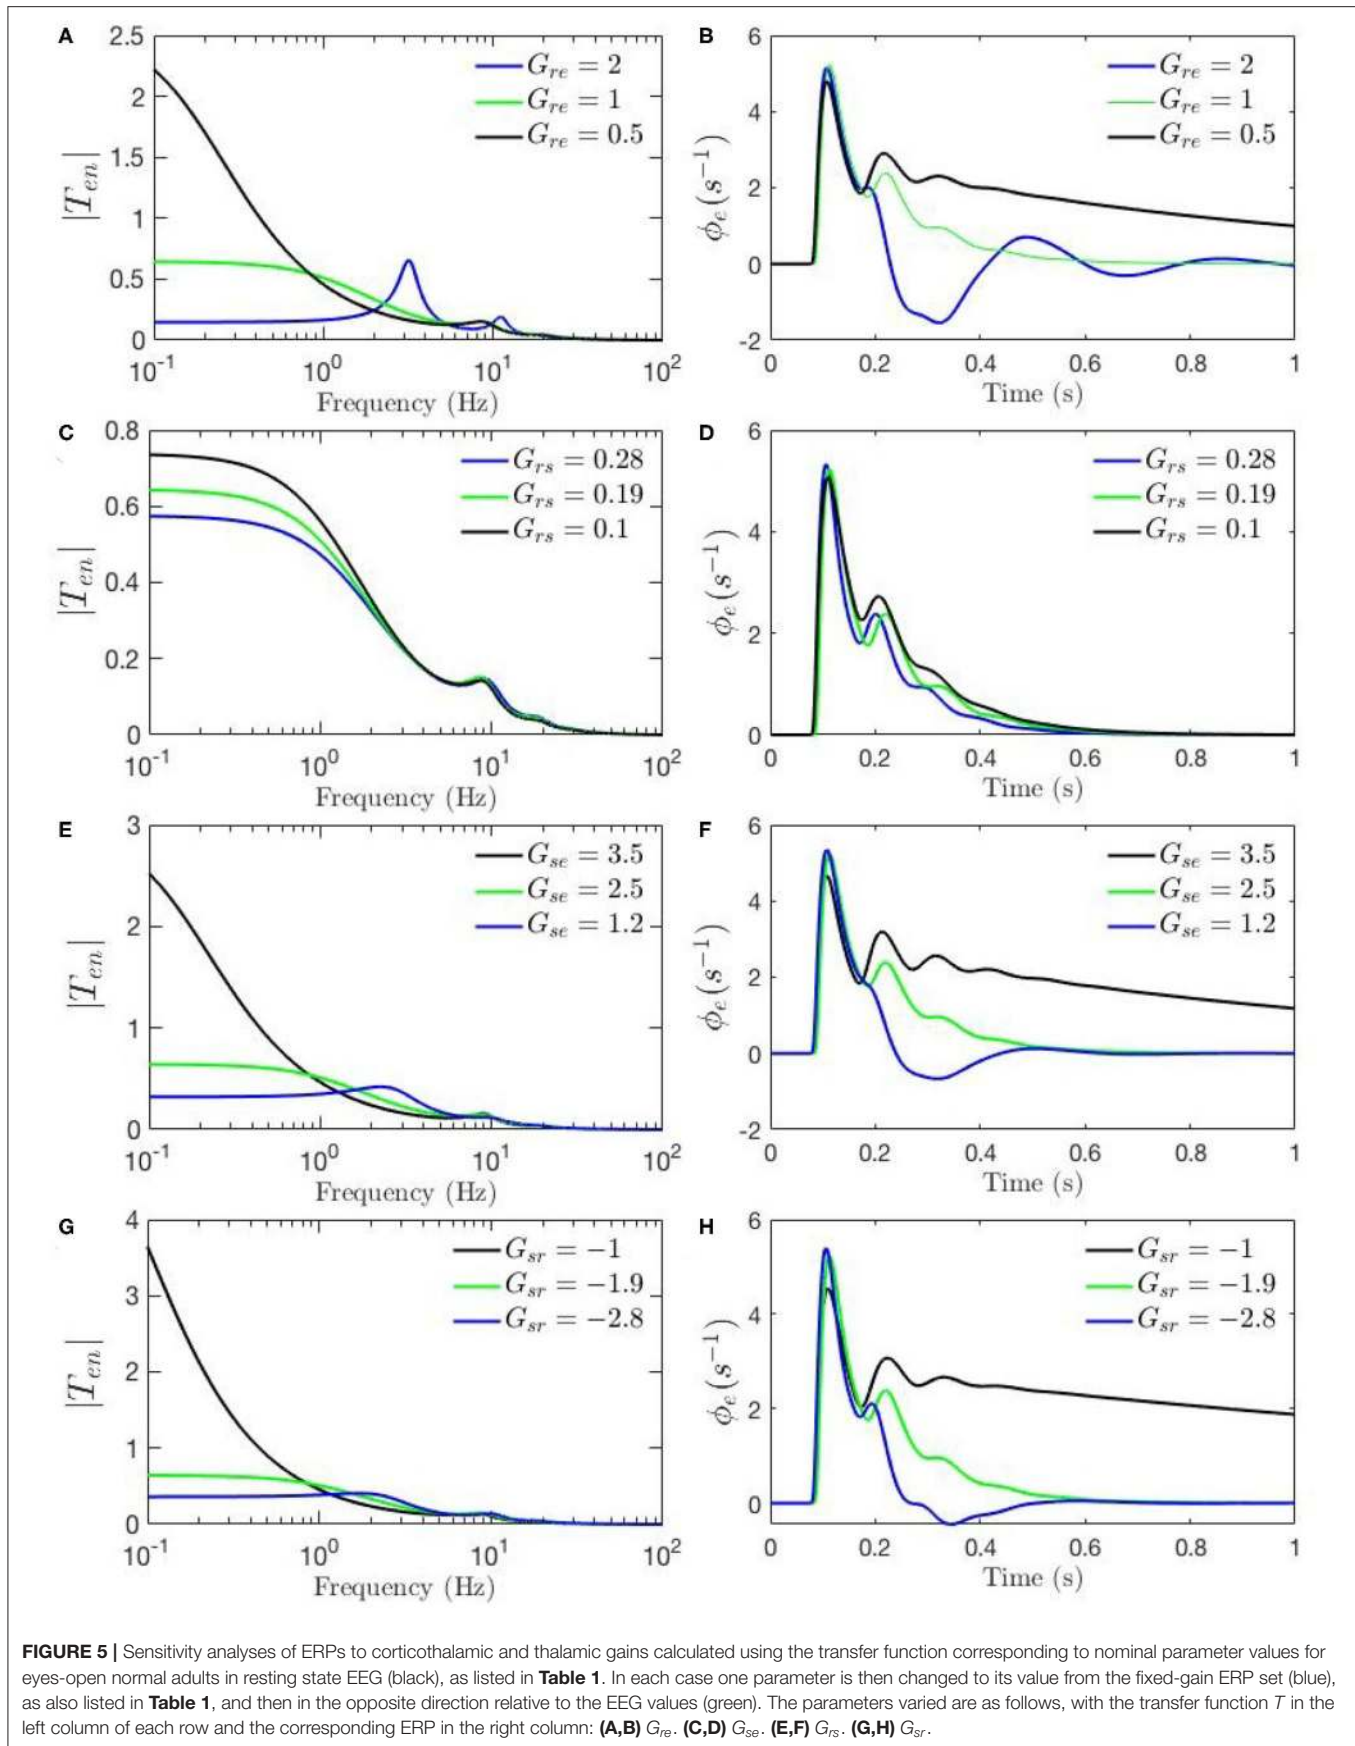 A
2.5
2
1.5
1
0.5
0
|T_en|
G_re = 2
G_re = 1
G_re = 0.5
10^-1 10^0 10^1 10^2
Frequency (Hz)
B
6
4
2
0
-2
ϕ_e (s^-1)
G_re = 2
G_re = 1
G_re = 0.5
0 0.2 0.4 0.6 0.8 1
Time (s)
C
0.8
0.6
0.4
0.2
0
|T_en|
G_rs = 0.28
G_rs = 0.19
G_rs = 0.1
10^-1 10^0 10^1 10^2
Frequency (Hz)
D
6
4
2
0
ϕ_e (s^-1)
G_rs = 0.28
G_rs = 0.19
G_rs = 0.1
0 0.2 0.4 0.6 0.8 1
Time (s)
E
3
2
1
0
|T_en|
G_se = 3.5
G_se = 2.5
G_se = 1.2
10^-1 10^0 10^1 10^2
Frequency (Hz)
F
6
4
2
0
-2
ϕ_e (s^-1)
G_se = 3.5
G_se = 2.5
G_se = 1.2
0 0.2 0.4 0.6 0.8 1
Time (s)
G
4
3
2
1
0
|T_en|
G_sr = −1
G_sr = −1.9
G_sr = −2.8
10^-1 10^0 10^1 10^2
Frequency (Hz)
H
6
4
2
0
ϕ_e (s^-1)
G_sr = −1
G_sr = −1.9
G_sr = −2.8
0 0.2 0.4 0.6 0.8 1
Time (s)
FIGURE 5 | Sensitivity analyses of ERPs to corticothalamic and thalamic gains calculated using the transfer function corresponding to nominal parameter values for
eyes-open normal adults in resting state EEG (black), as listed in Table 1. In each case one parameter is then changed to its value from the fixed-gain ERP set (blue),
as also listed in Table 1, and then in the opposite direction relative to the EEG values (green). The parameters varied are as follows, with the transfer function T in the
left column of each row and the corresponding ERP in the right column: (A,B) G_re. (C,D) G_se. (E,F) G_rs. (G,H) G_sr.